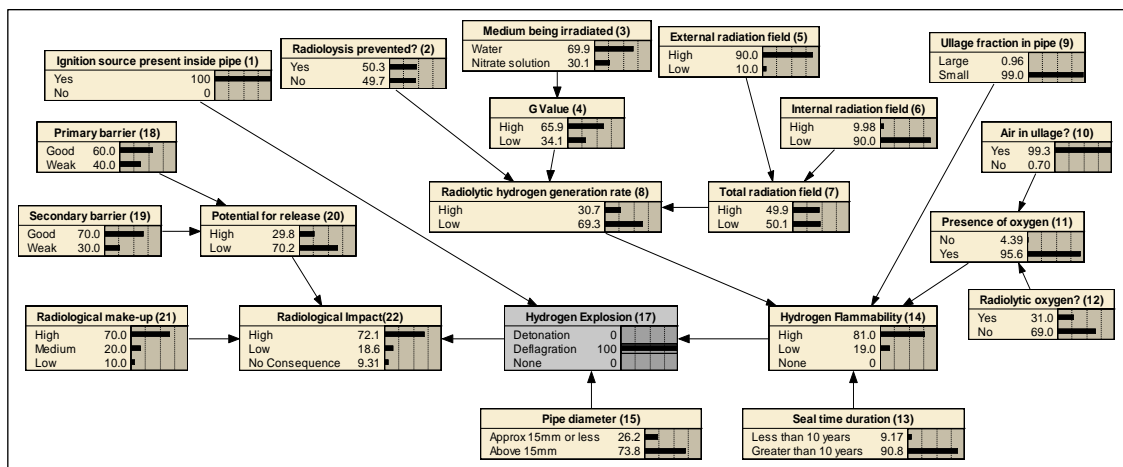 Medium being irradiated (3)
Water 69.9
Nitrate solution 30.1
External radiation field (5)
High 90.0
Low 10.0
Ullage fraction in pipe (9)
Large 0.96
Small 99.0
Radioloysis prevented? (2)
Yes 50.3
No 49.7
Ignition source present inside pipe (1)
Yes 100
No 0
G Value (4)
High 65.9
Low 34.1
Internal radiation field (6)
High 9.98
Low 90.0
Air in ullage? (10)
Yes 99.3
No 0.70
Primary barrier (18)
Good 60.0
Weak 40.0
Radiolytic hydrogen generation rate (8)
High 30.7
Low 69.3
Total radiation field (7)
High 49.9
Low 50.1
Secondary barrier (19)
Good 70.0
Weak 30.0
Potential for release (20)
High 29.8
Low 70.2
Presence of oxygen (11)
No 4.39
Yes 95.6
Radiolytic oxygen? (12)
Yes 31.0
No 69.0
Radiological make-up (21)
High 70.0
Medium 20.0
Low 10.0
Radiological Impact(22)
High 72.1
Low 18.6
No Consequence 9.31
Hydrogen Explosion (17)
Detonation 0
Deflagration 100
None 0
Hydrogen Flammability (14)
High 81.0
Low 19.0
None 0
Pipe diameter (15)
Approx 15mm or less 26.2
Above 15mm 73.8
Seal time duration (13)
Less than 10 years 9.17
Greater than 10 years 90.8